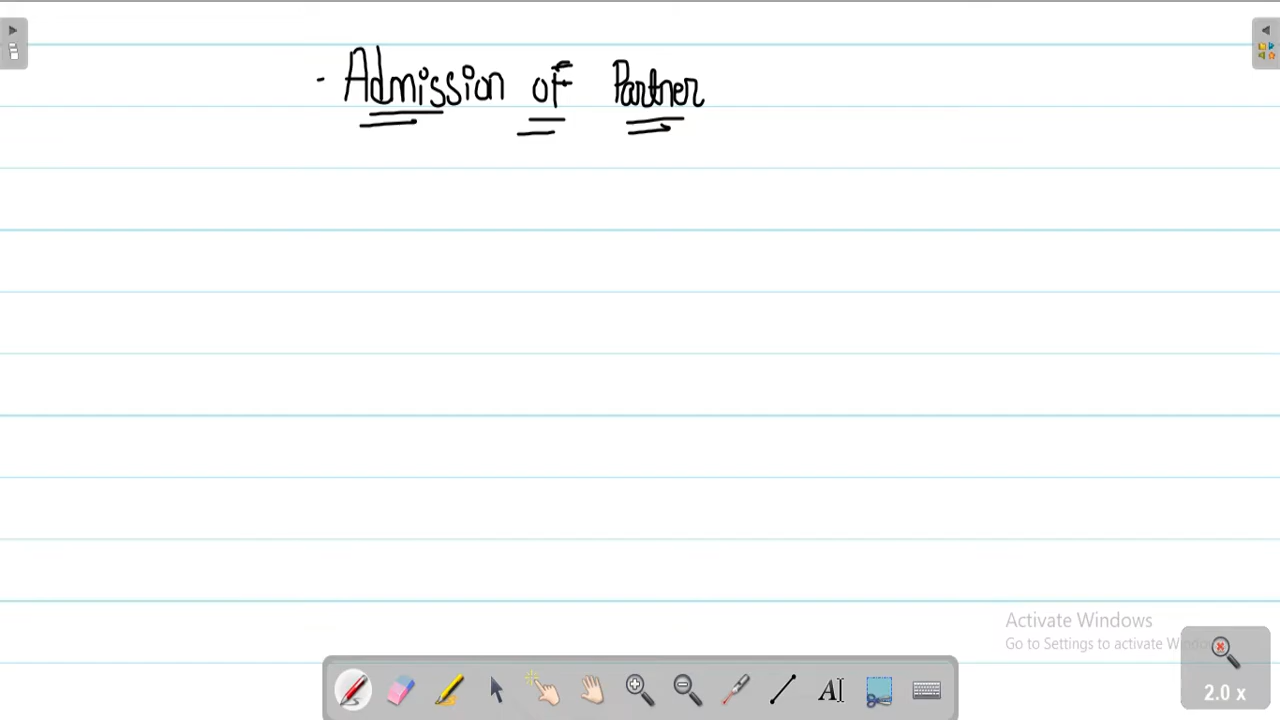 - Admission of Partner
Activate Windows
Go to Settings to activate Windows.
2.0 x